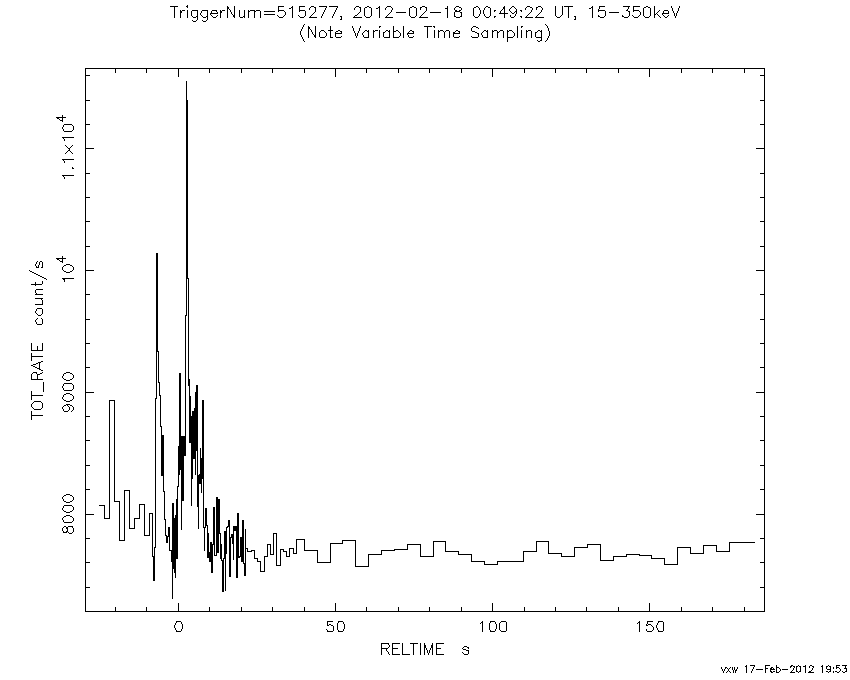 TriggerNum=515277, 2012-02-18 00:49:22 UT, 15-350keV
(Note Variable Time Sampling)
TOT_RATE count/s
1.1×10⁴
10⁴
9000
8000
0 50 100 150
RELTIME s
vxw 17-Feb-2012 19:53